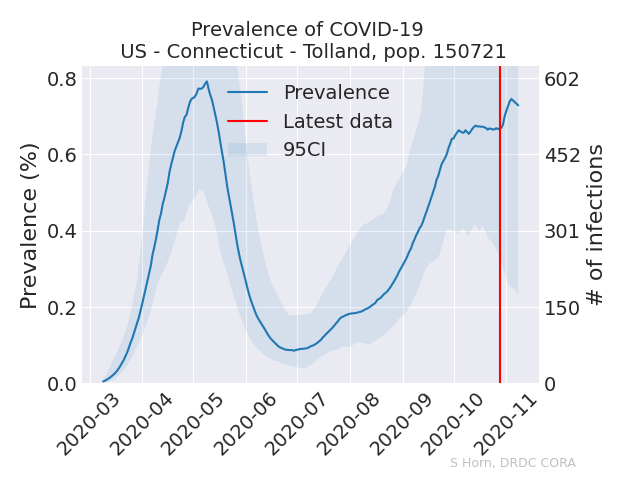 Prevalence of COVID-19
US - Connecticut - Tolland, pop. 150721
Prevalence
Latest data
95CI
Prevalence (%)
0.8
0.6
0.4
0.2
0.0
602
452
301
150
0
# of infections
2020-03
2020-04
2020-05
2020-06
2020-07
2020-08
2020-09
2020-10
2020-11
S Horn, DRDC CORA